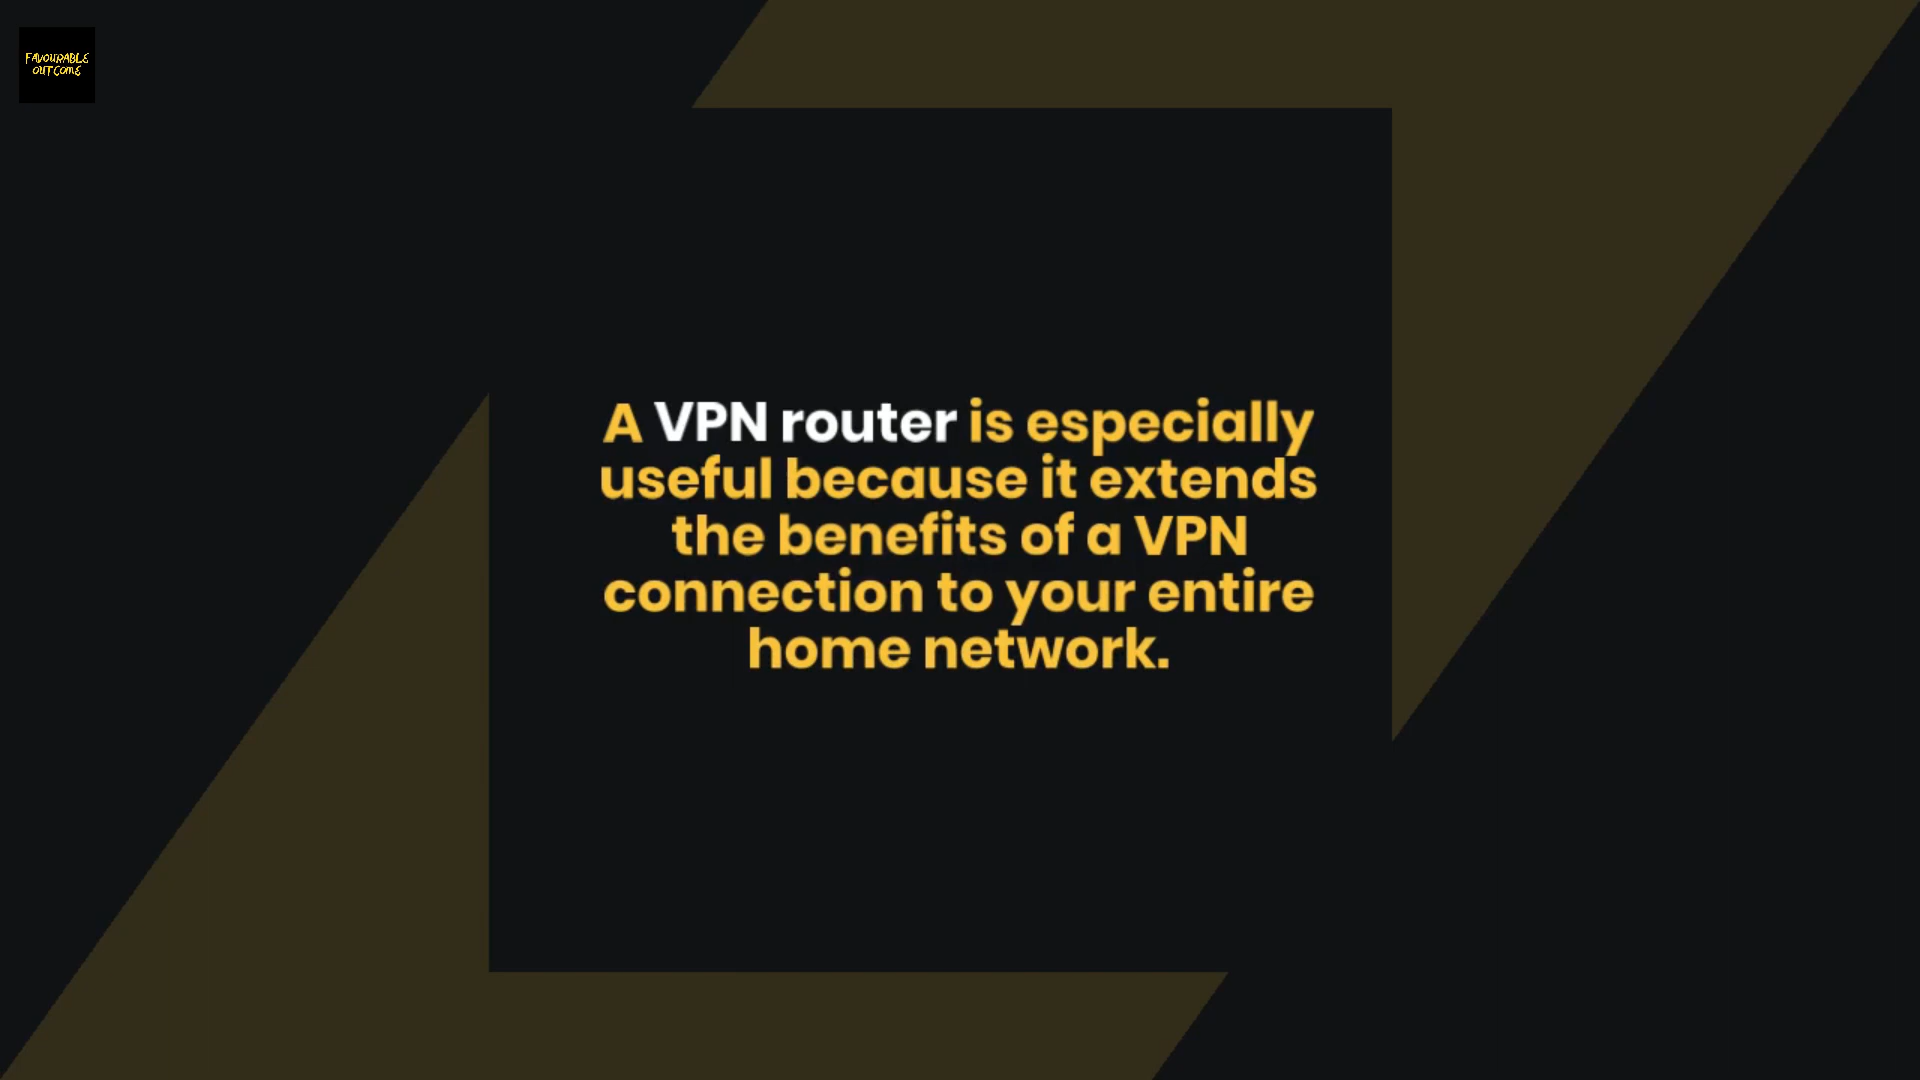 FAVOURABLE
OUTCOME
A VPN router is especially
useful because it extends
the benefits of a VPN
connection to your entire
home network.